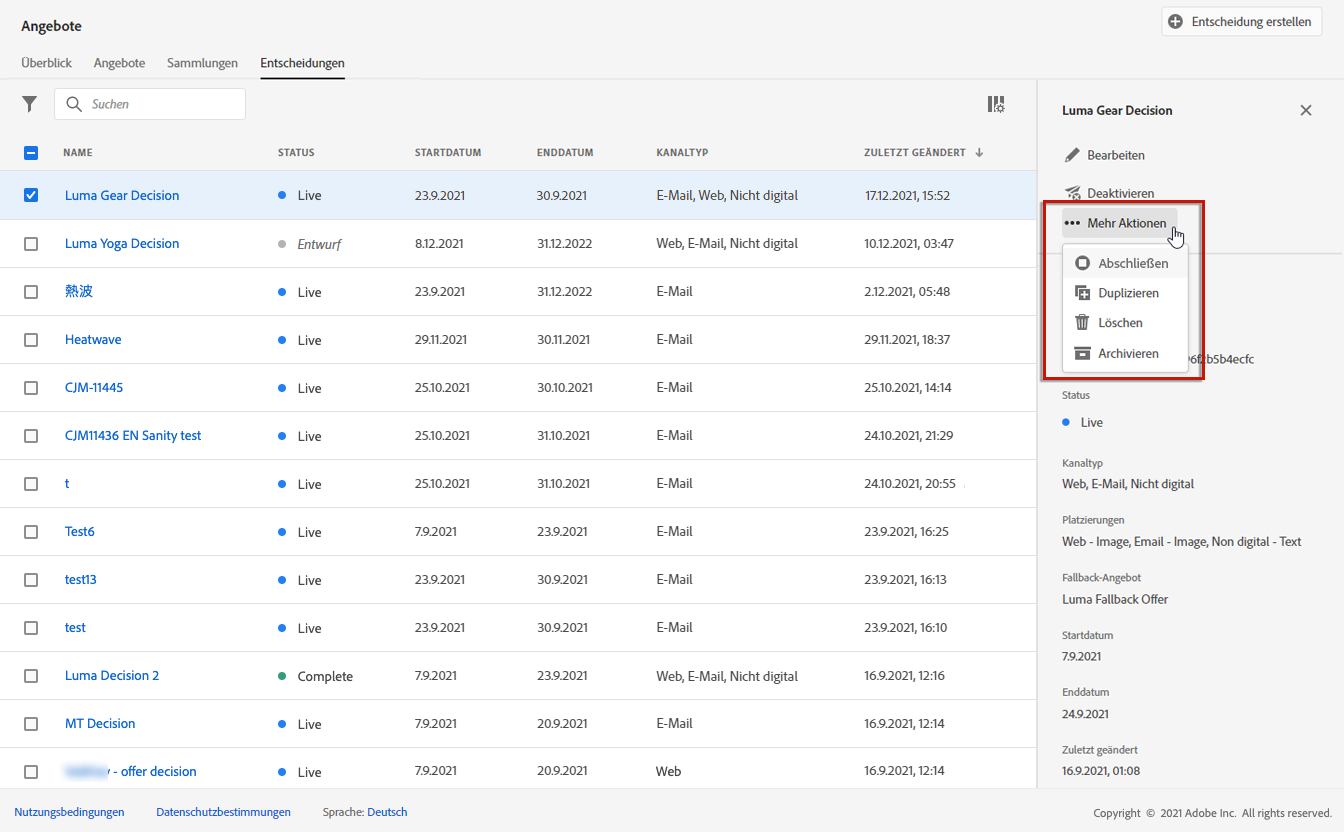 Angebote
Entscheidung erstellen
Überblick Angebote Sammlungen Entscheidungen
Suchen
NAME STATUS STARTDATUM ENDDATUM KANALTYP ZULETZT GEÄNDERT
Luma Gear Decision Live 23.9.2021 30.9.2021 E-Mail, Web, Nicht digital 17.12.2021, 15:52
Luma Yoga Decision Entwurf 8.12.2021 31.12.2022 Web, E-Mail, Nicht digital 10.12.2021, 03:47
熱波 Live 23.9.2021 31.12.2022 E-Mail 2.12.2021, 05:48
Heatwave Live 29.11.2021 30.11.2021 E-Mail 29.11.2021, 18:37
CJM-11445 Live 25.10.2021 30.10.2021 E-Mail 25.10.2021, 14:14
CJM11436 EN Sanity test Live 25.10.2021 31.10.2021 E-Mail 24.10.2021, 21:29
t Live 25.10.2021 31.10.2021 E-Mail 24.10.2021, 20:55
Test6 Live 7.9.2021 23.9.2021 E-Mail 23.9.2021, 16:25
test13 Live 23.9.2021 30.9.2021 E-Mail 23.9.2021, 16:13
test Live 23.9.2021 30.9.2021 E-Mail 23.9.2021, 16:10
Luma Decision 2 Complete 7.9.2021 23.9.2021 Web, E-Mail, Nicht digital 16.9.2021, 12:16
MT Decision Live 7.9.2021 20.9.2021 E-Mail 16.9.2021, 12:14
- offer decision Live 7.9.2021 20.9.2021 Web 16.9.2021, 12:14
Luma Gear Decision
Bearbeiten
Deaktivieren
Mehr Aktionen
Abschließen
Duplizieren
Löschen
Archivieren
b5b4ecfc
Status
Live
Kanaltyp
Web, E-Mail, Nicht digital
Platzierungen
Web - Image, Email - Image, Non digital - Text
Fallback-Angebot
Luma Fallback Offer
Startdatum
7.9.2021
Enddatum
24.9.2021
Zuletzt geändert
16.9.2021, 01:08
Nutzungsbedingungen Datenschutzbestimmungen Sprache: Deutsch
Copyright © 2021 Adobe Inc. All rights reserved.